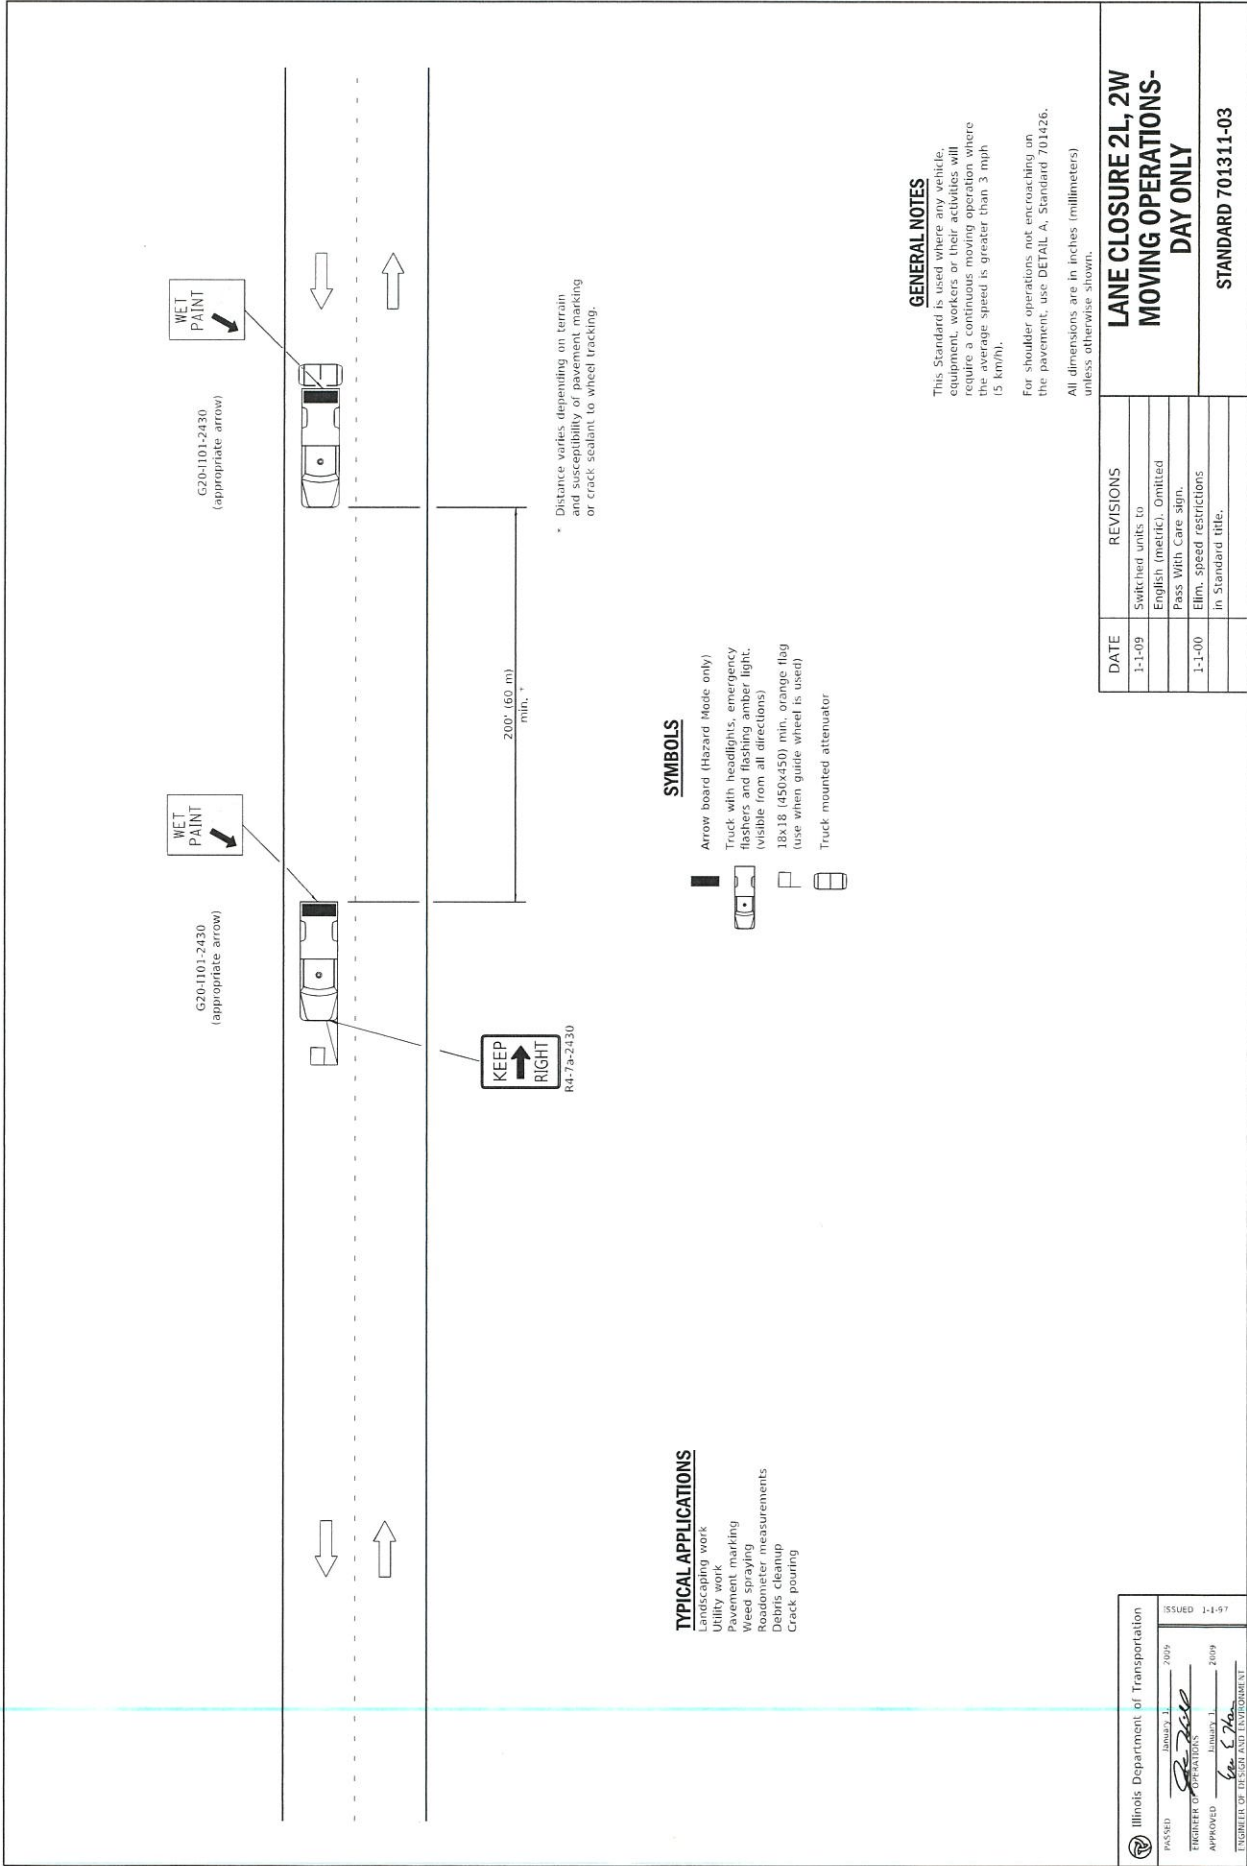 G20-I101-2430
(appropriate arrow)
WET
PAINT
G20-I101-2430
(appropriate arrow)
WET
PAINT
KEEP
RIGHT
R4-7a-2430
200' (60 m)
min. *
* Distance varies depending on terrain
and susceptibility of pavement marking
or crack sealant to wheel tracking.
TYPICAL APPLICATIONS
Landscaping work
Utility work
Pavement marking
Weed spraying
Roadometer measurements
Debris cleanup
Crack pouring
SYMBOLS
Arrow board (Hazard Mode only)
Truck with headlights, emergency
flashers and flashing amber light.
(visible from all directions)
18x18 (450x450) min. orange flag
(use when guide wheel is used)
Truck mounted attenuator
GENERAL NOTES
This Standard is used where any vehicle,
equipment, workers or their activities will
require a continuous moving operation where
the average speed is greater than 3 mph
(5 km/h).
For shoulder operations not encroaching on
the pavement, use DETAIL A, Standard 701426.
All dimensions are in inches (millimeters)
unless otherwise shown.
Illinois Department of Transportation
PASSED January 1, 2009
ENGINEER OF OPERATIONS
APPROVED January 1, 2009
ENGINEER OF DESIGN AND ENVIRONMENT
ISSUED 1-1-97
DATE REVISIONS
1-1-09 Switched units to
English (metric). Omitted
Pass With Care sign.
1-1-00 Elim. speed restrictions
in Standard title.
LANE CLOSURE 2L, 2W
MOVING OPERATIONS-
DAY ONLY
STANDARD 701311-03